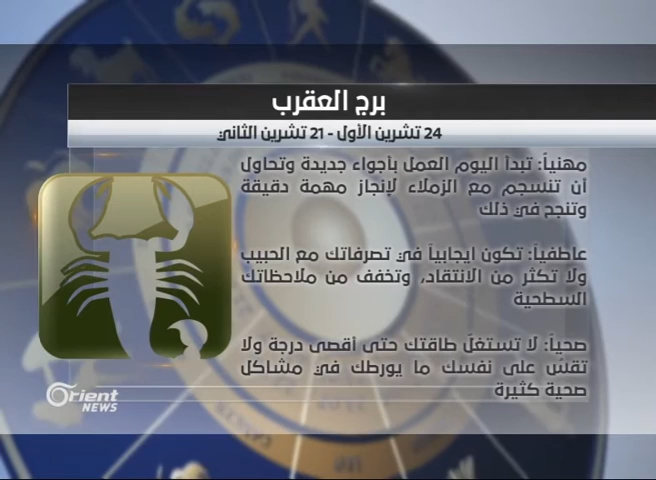 برج العقرب
24 تشرين الأول - 21 تشرين الثاني
مهنياً: تبدأ اليوم العمل بأجواء جديدة وتحاول
أن تنسجم مع الزملاء لإنجاز مهمة دقيقة
وتنجح في ذلك
عاطفياً: تكون ايجابياً في تصرفاتك مع الحبيب
ولا تكثر من الانتقاد, وتخفف من ملاحظاتك
السطحية
صحياً: لا تستغلّ طاقتك حتى أقصى درجة ولا
تقسُ على نفسك ما يورطك في مشاكل
صحية كثيرة
Orient
NEWS